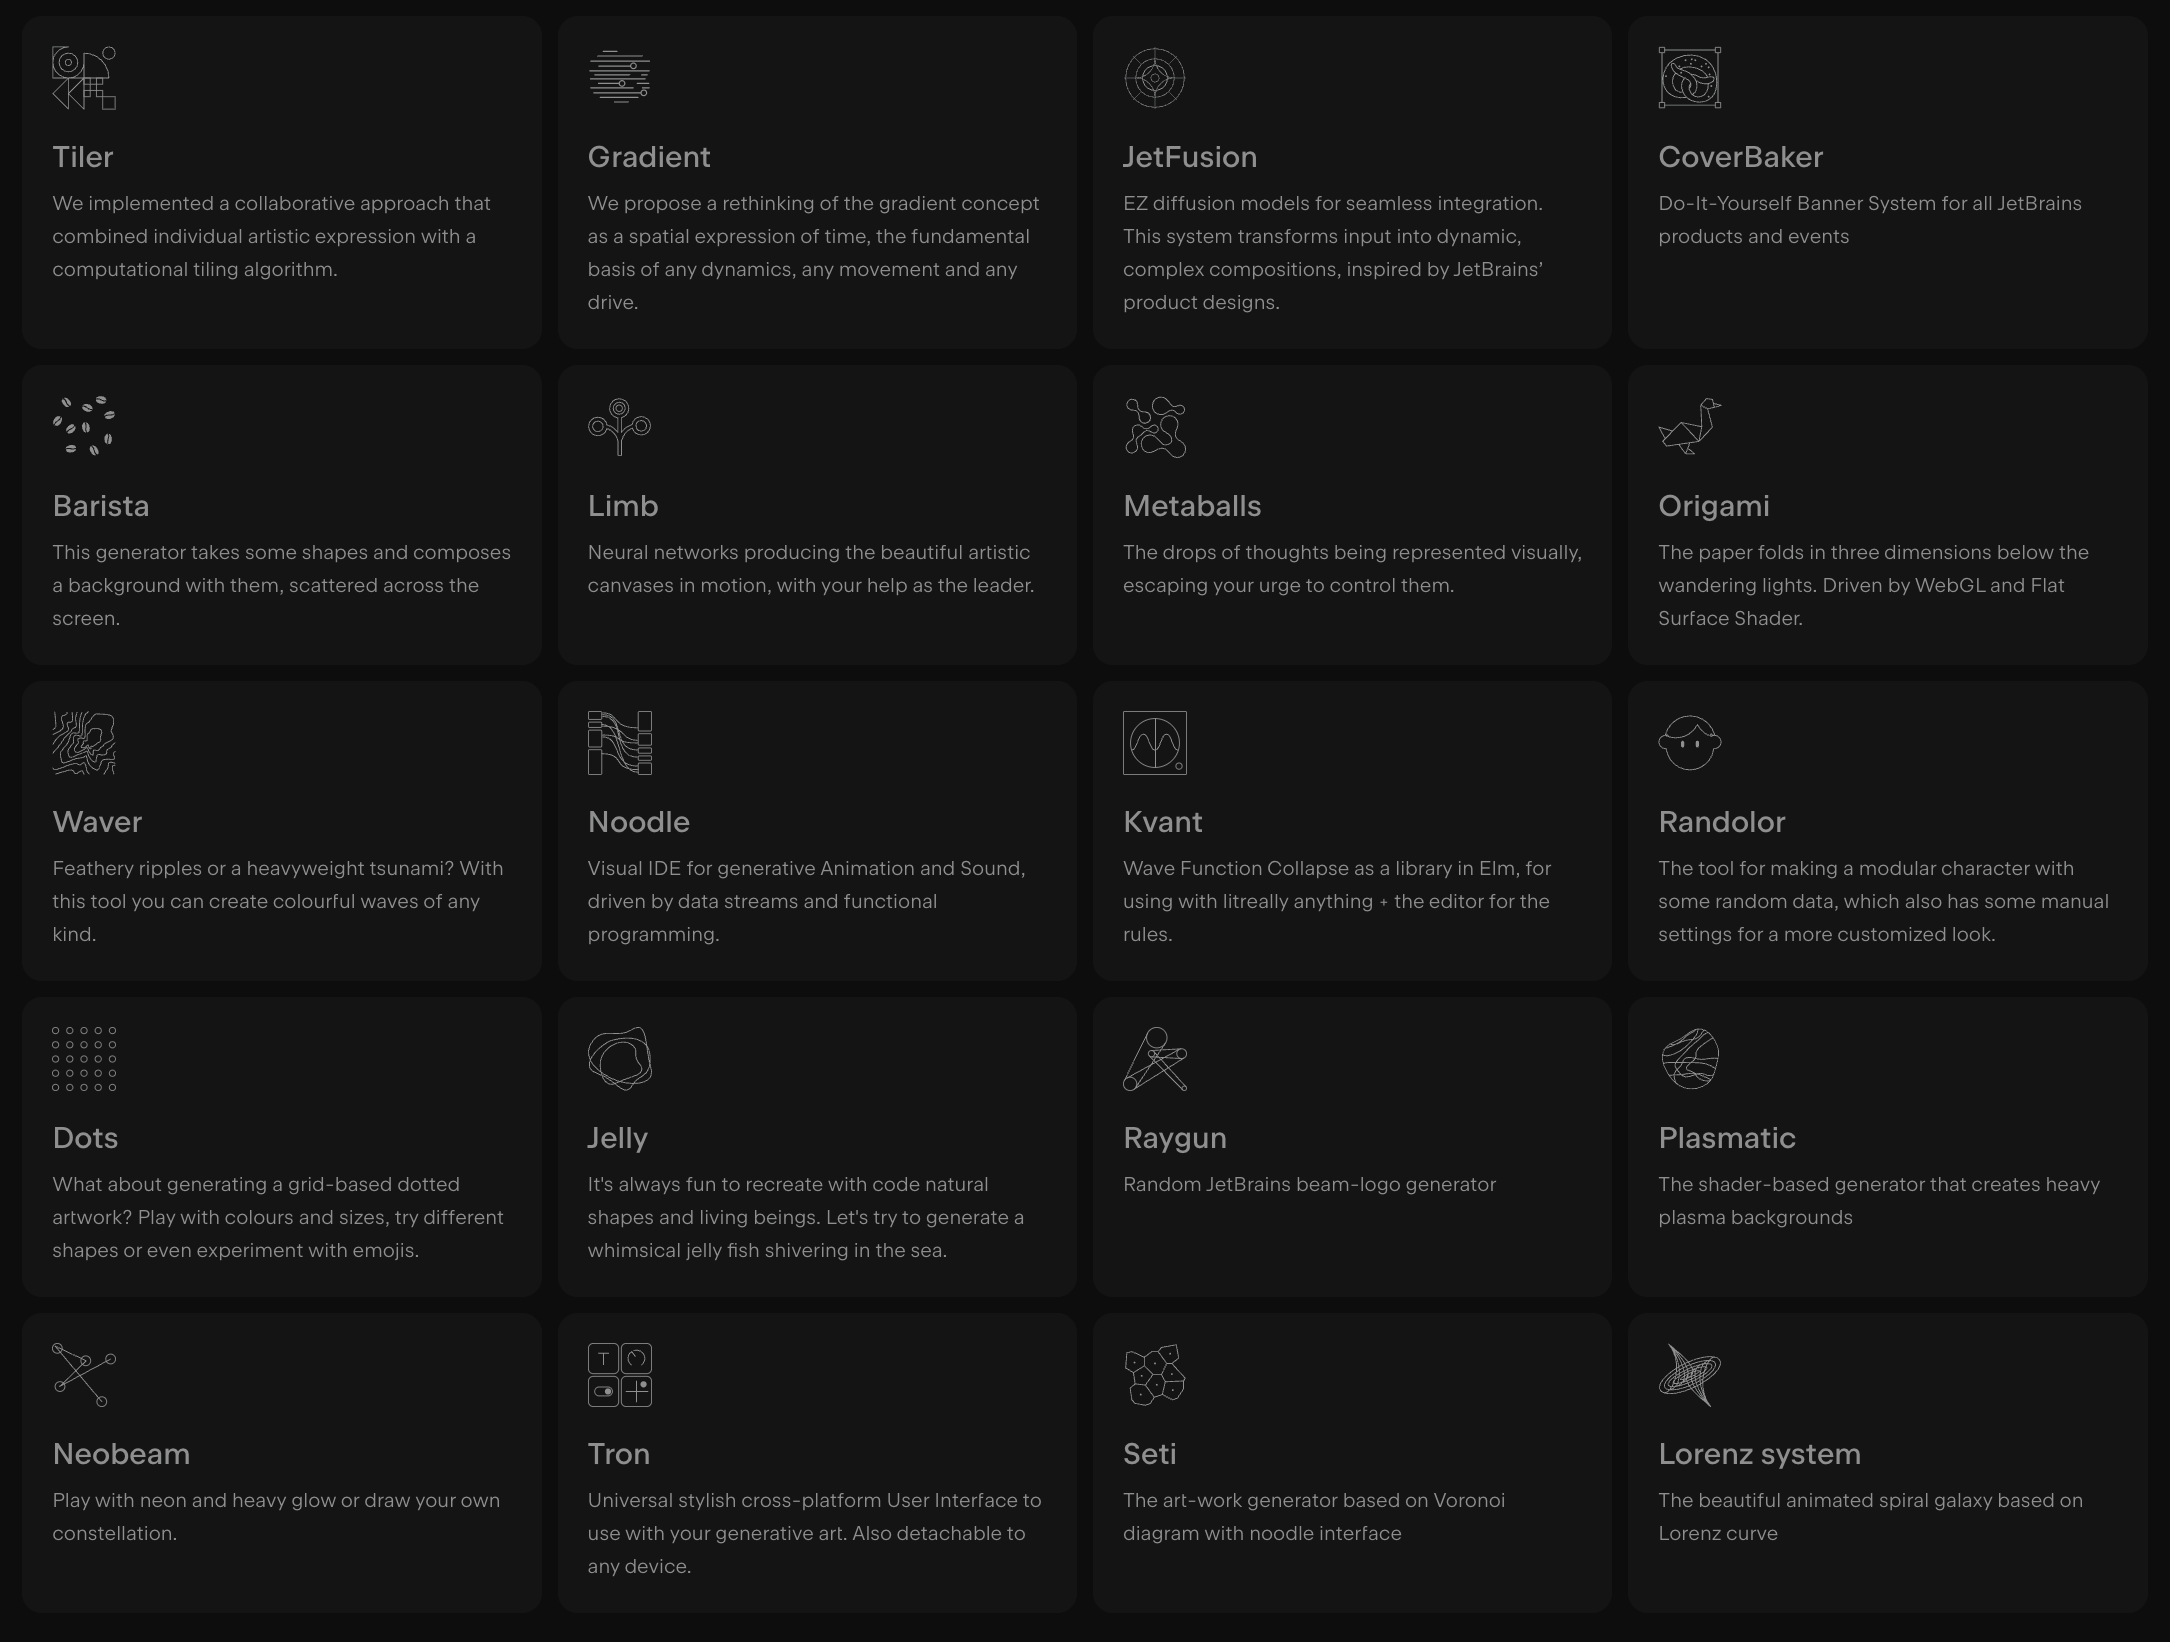 Tiler
We implemented a collaborative approach that
combined individual artistic expression with a
computational tiling algorithm.
Gradient
We propose a rethinking of the gradient concept
as a spatial expression of time, the fundamental
basis of any dynamics, any movement and any
drive.
JetFusion
EZ diffusion models for seamless integration.
This system transforms input into dynamic,
complex compositions, inspired by JetBrains’
product designs.
CoverBaker
Do-It-Yourself Banner System for all JetBrains
products and events
Barista
This generator takes some shapes and composes
a background with them, scattered across the
screen.
Limb
Neural networks producing the beautiful artistic
canvases in motion, with your help as the leader.
Metaballs
The drops of thoughts being represented visually,
escaping your urge to control them.
Origami
The paper folds in three dimensions below the
wandering lights. Driven by WebGL and Flat
Surface Shader.
Waver
Feathery ripples or a heavyweight tsunami? With
this tool you can create colourful waves of any
kind.
Noodle
Visual IDE for generative Animation and Sound,
driven by data streams and functional
programming.
Kvant
Wave Function Collapse as a library in Elm, for
using with litreally anything + the editor for the
rules.
Randolor
The tool for making a modular character with
some random data, which also has some manual
settings for a more customized look.
Dots
What about generating a grid-based dotted
artwork? Play with colours and sizes, try different
shapes or even experiment with emojis.
Jelly
It's always fun to recreate with code natural
shapes and living beings. Let's try to generate a
whimsical jelly fish shivering in the sea.
Raygun
Random JetBrains beam-logo generator
Plasmatic
The shader-based generator that creates heavy
plasma backgrounds
Neobeam
Play with neon and heavy glow or draw your own
constellation.
T
Tron
Universal stylish cross-platform User Interface to
use with your generative art. Also detachable to
any device.
Seti
The art-work generator based on Voronoi
diagram with noodle interface
Lorenz system
The beautiful animated spiral galaxy based on
Lorenz curve